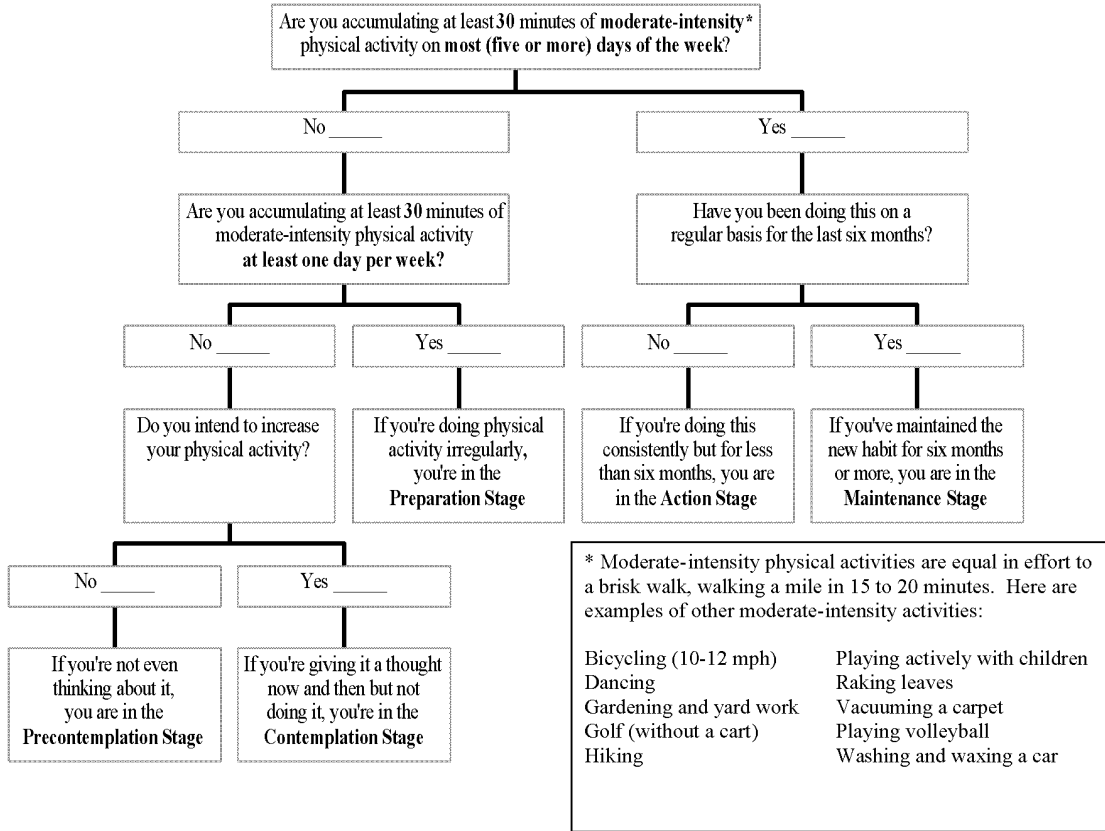 Are you accumulating at least 30 minutes of moderate-intensity*
physical activity on most (five or more) days of the week?
No ______
Yes ______
Are you accumulating at least 30 minutes of
moderate-intensity physical activity
at least one day per week?
Have you been doing this on a
regular basis for the last six months?
No ______
Yes ______
No ______
Yes ______
Do you intend to increase
your physical activity?
If you're doing physical
activity irregularly,
you're in the
Preparation Stage
If you're doing this
consistently but for less
than six months, you are
in the Action Stage
If you've maintained the
new habit for six months
or more, you are in the
Maintenance Stage
No ______
Yes ______
If you're not even
thinking about it,
you are in the
Precontemplation Stage
If you're giving it a thought
now and then but not
doing it, you're in the
Contemplation Stage
* Moderate-intensity physical activities are equal in effort to
a brisk walk, walking a mile in 15 to 20 minutes.  Here are
examples of other moderate-intensity activities:
Bicycling (10-12 mph)
Dancing
Gardening and yard work
Golf (without a cart)
Hiking
Playing actively with children
Raking leaves
Vacuuming a carpet
Playing volleyball
Washing and waxing a car